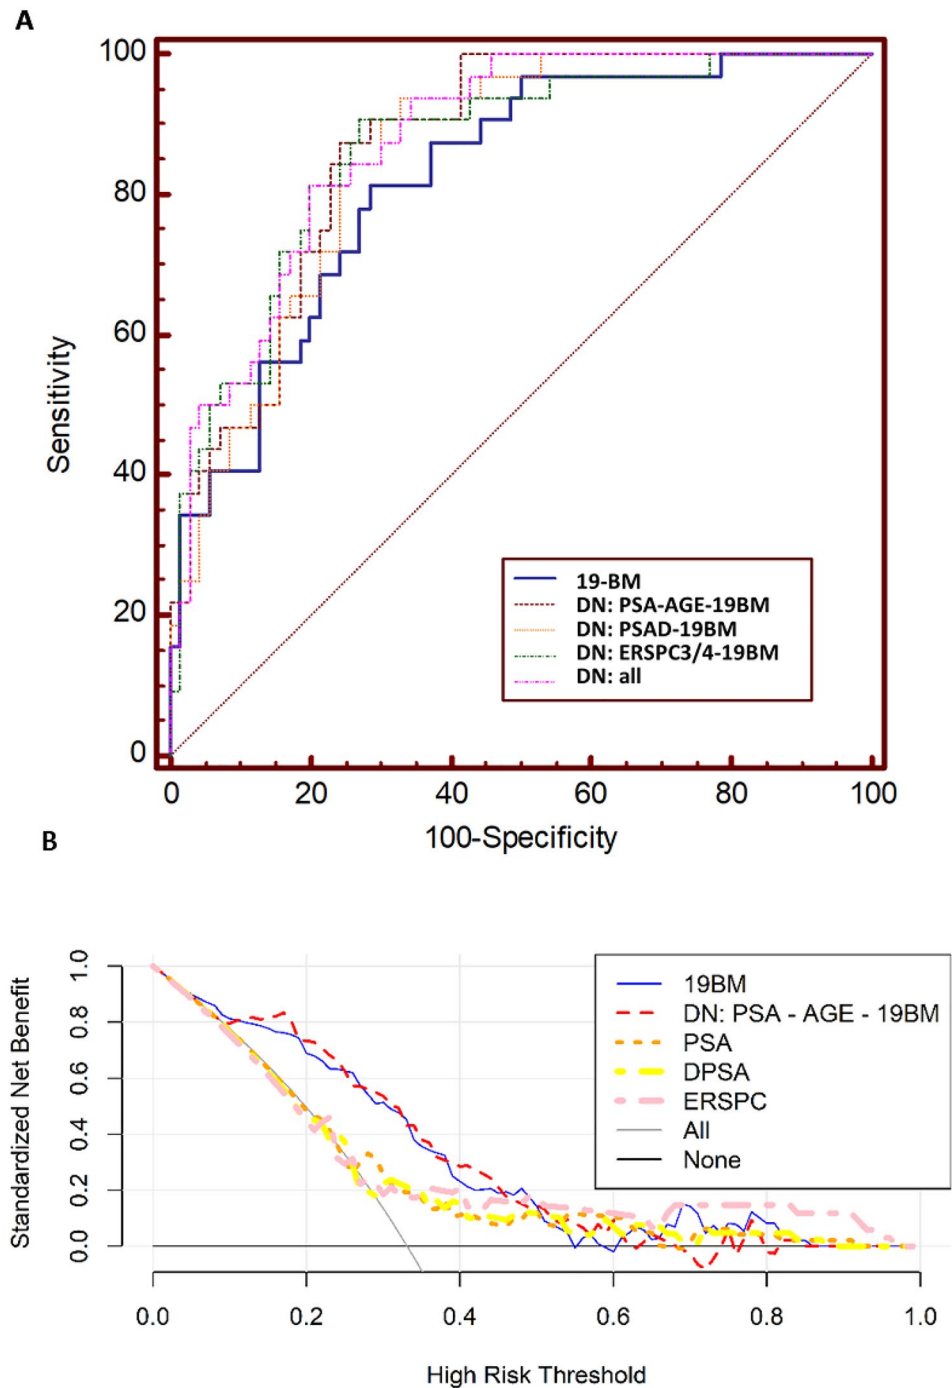 A
100
80
60
40
20
0
Sensitivity
19-BM
DN: PSA-AGE-19BM
DN: PSAD-19BM
DN: ERSPC3/4-19BM
DN: all
0 20 40 60 80 100
100-Specificity
B
1.0
0.8
0.6
0.4
0.2
0.0
Standardized Net Benefit
19BM
DN: PSA - AGE - 19BM
PSA
DPSA
ERSPC
All
None
0.0 0.2 0.4 0.6 0.8 1.0
High Risk Threshold